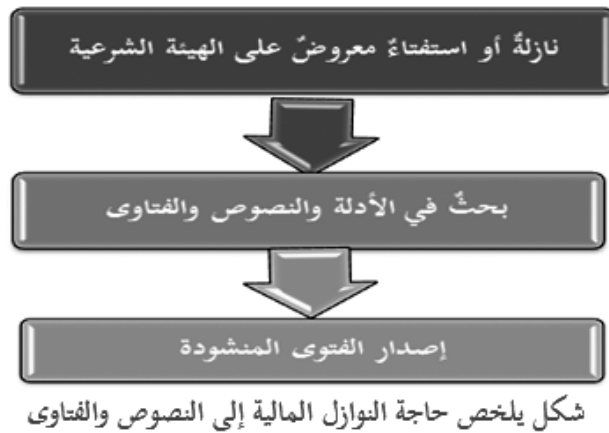 نازلةٌ أو استفتاءٌ معروضٌ على الهيئة الشرعية
بحثٌ في الأدلة والنصوص والفتاوى
إصدار الفتوى المنشودة
شكل يلخص حاجة النوازل المالية إلى النصوص والفتاوى